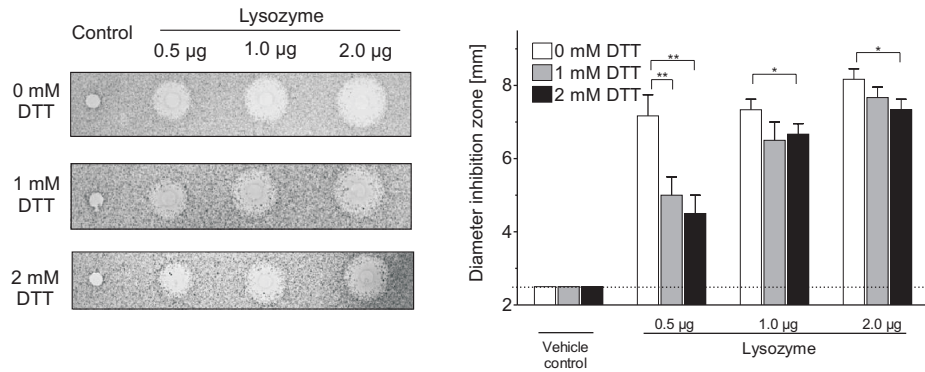 Control
Lysozyme
0.5 µg
1.0 µg
2.0 µg
0 mM
DTT
1 mM
DTT
2 mM
DTT
Diameter inhibition zone [mm]
8
6
4
2
0 mM DTT
1 mM DTT
2 mM DTT
**
**
*
*
Vehicle
control
0.5 µg
1.0 µg
2.0 µg
Lysozyme